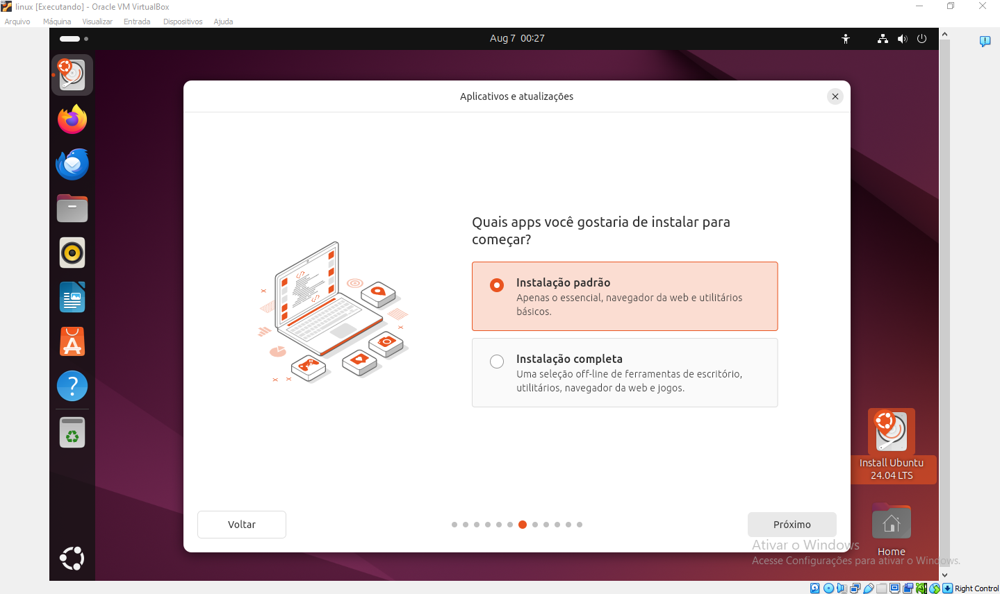 linux [Executando] - Oracle VM VirtualBox
Arquivo Máquina Visualizar Entrada Dispositivos Ajuda
Aug 7 00:27
Aplicativos e atualizações
Quais apps você gostaria de instalar para
começar?
Instalação padrão
Apenas o essencial, navegador da web e utilitários
básicos.
Instalação completa
Uma seleção off-line de ferramentas de escritório,
utilitários, navegador da web e jogos.
Install Ubuntu
24.04 LTS
Voltar
Próximo
Home
Ativar o Windows
Acesse Configurações para ativar o Windows.
Right Control